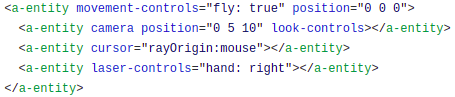 <a-entity movement-controls="fly: true" position="0 0 0">
  <a-entity camera position="0 5 10" look-controls></a-entity>
  <a-entity cursor="rayOrigin:mouse"></a-entity>
  <a-entity laser-controls="hand: right"></a-entity>
</a-entity>